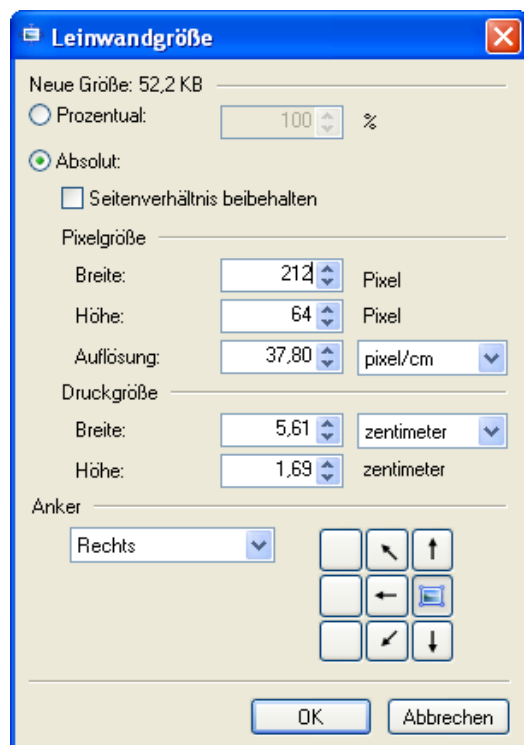 Leinwandgröße
Neue Größe: 52,2 KB
Prozentual: 100 %
Absolut:
Seitenverhältnis beibehalten
Pixelgröße
Breite: 212 Pixel
Höhe: 64 Pixel
Auflösung: 37,80 pixel/cm
Druckgröße
Breite: 5,61 zentimeter
Höhe: 1,69 zentimeter
Anker
Rechts
OK Abbrechen